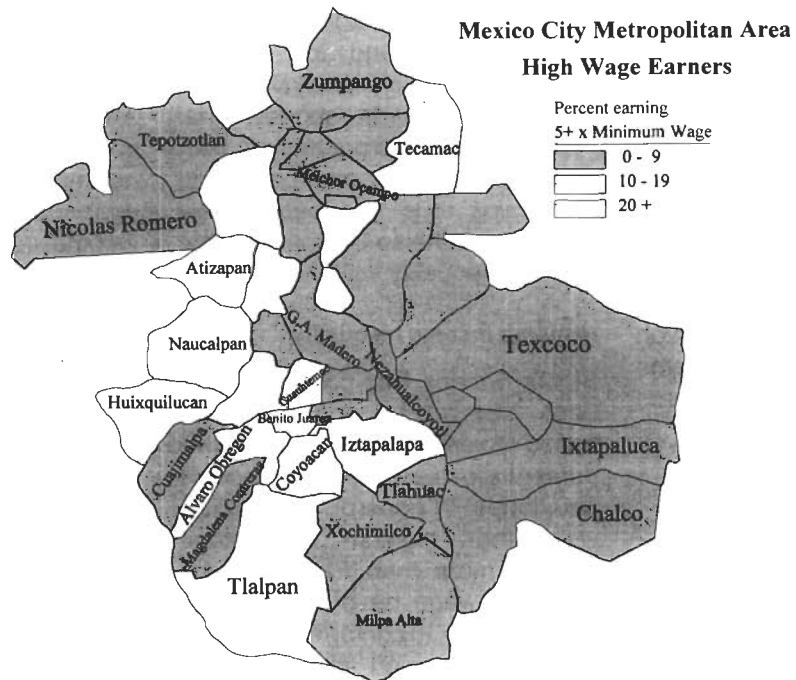 Mexico City Metropolitan Area
High Wage Earners
Percent earning
5+ x Minimum Wage
0 - 9
10 - 19
20 +
Zumpango
Tepotzotlan
Tecamac
Melchor Ocampo
Nicolas Romero
Atizapan
G.A. Madero
Naucalpan
Texcoco
Nezahualcoyotl
Cuauhtemoc
Huixquilucan
Benito Juarez
Cuajimalpa
Alvaro Obregon
Iztapalapa
Ixtapaluca
Coyoacan
Magdalena Contreras
Tlahuac
Chalco
Xochimilco
Tlalpan
Milpa Alta